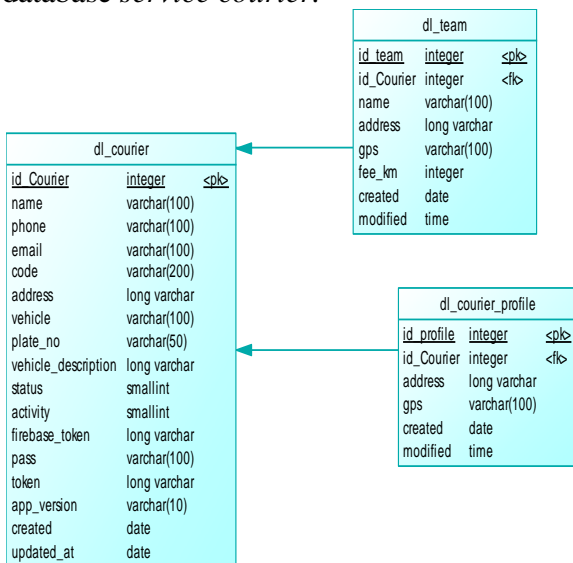 database service courier.
dl_team
id_team integer <pk>
id_Courier integer <fk>
name varchar(100)
address long varchar
gps varchar(100)
fee_km integer
created date
modified time
dl_courier
id_Courier integer <pk>
name varchar(100)
phone varchar(100)
email varchar(100)
code varchar(200)
address long varchar
vehicle varchar(100)
plate_no varchar(50)
vehicle_description long varchar
status smallint
activity smallint
firebase_token long varchar
pass varchar(100)
token long varchar
app_version varchar(10)
created date
updated_at date
dl_courier_profile
id_profile integer <pk>
id_Courier integer <fk>
address long varchar
gps varchar(100)
created date
modified time